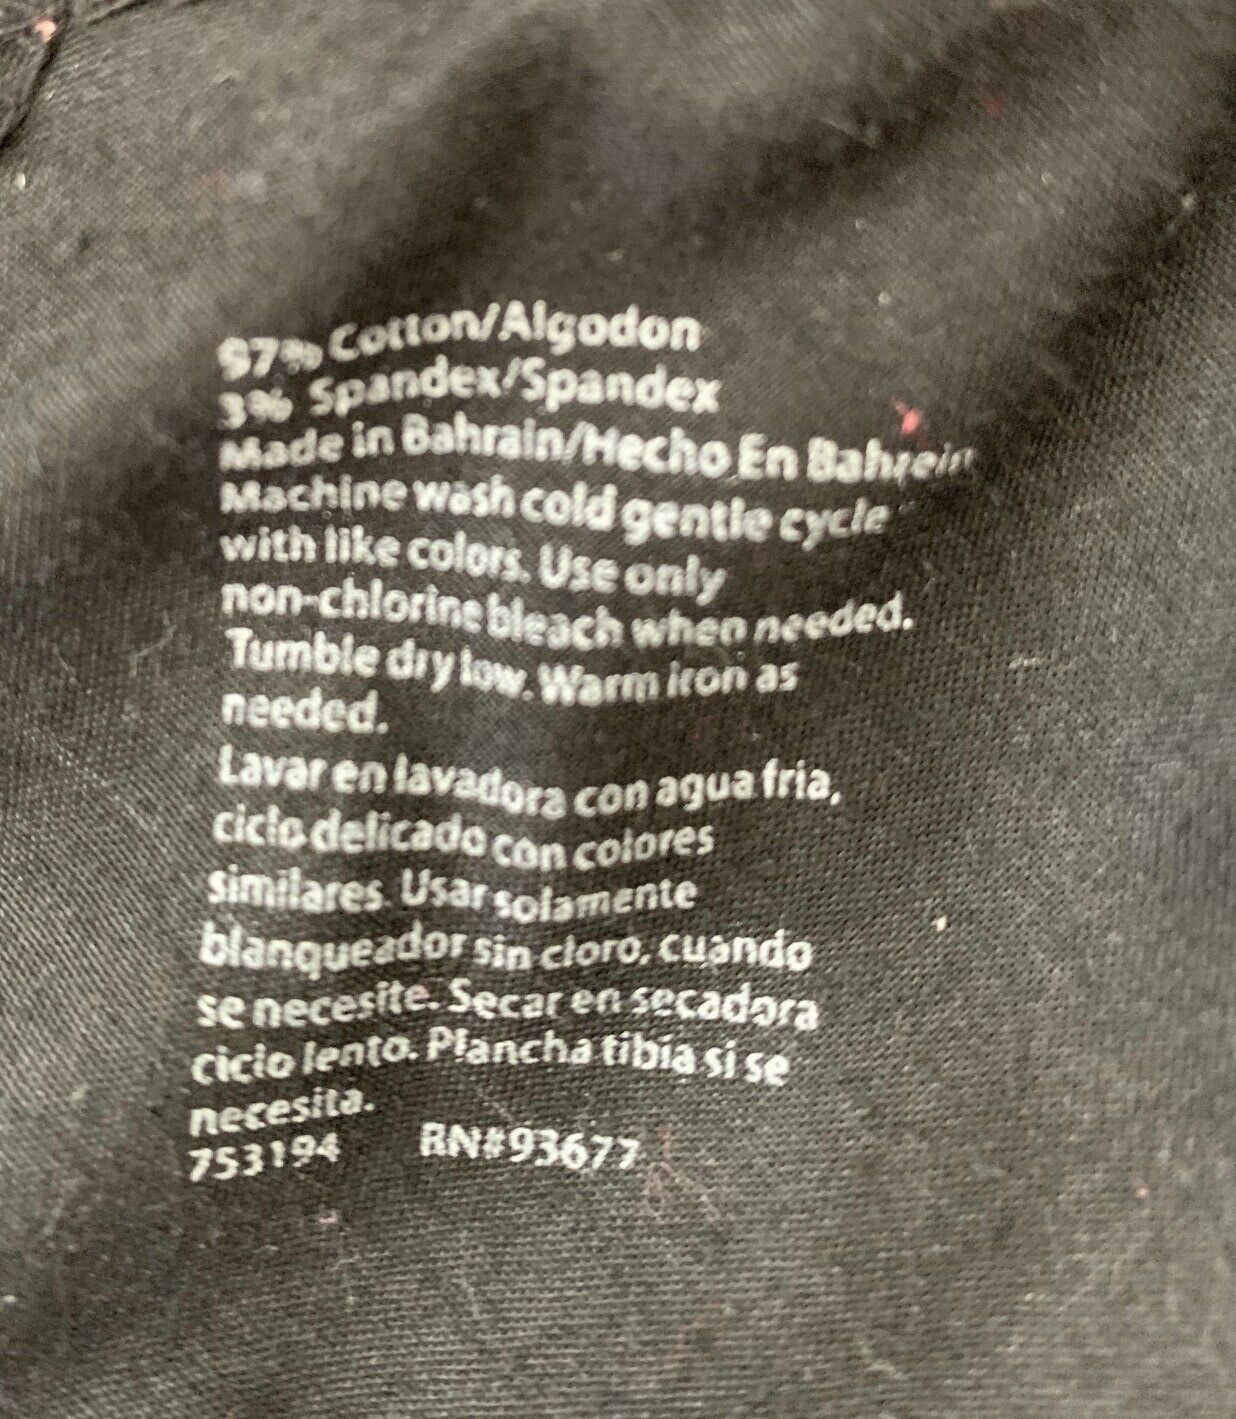 97% Cotton/Algodon
3% Spandex/Spandex
Made in Bahrain/Hecho En Bahrein
Machine wash cold gentle cycle
with like colors. Use only
non-chlorine bleach when needed.
Tumble dry low. Warm iron as
needed.
Lavar en lavadora con agua fria,
ciclo delicado con colores
similares. Usar solamente
blanqueador sin cloro, cuando
se necesite. Secar en secadora
ciclo lento. Plancha tibia si se
necesita.
753194 RN#93677